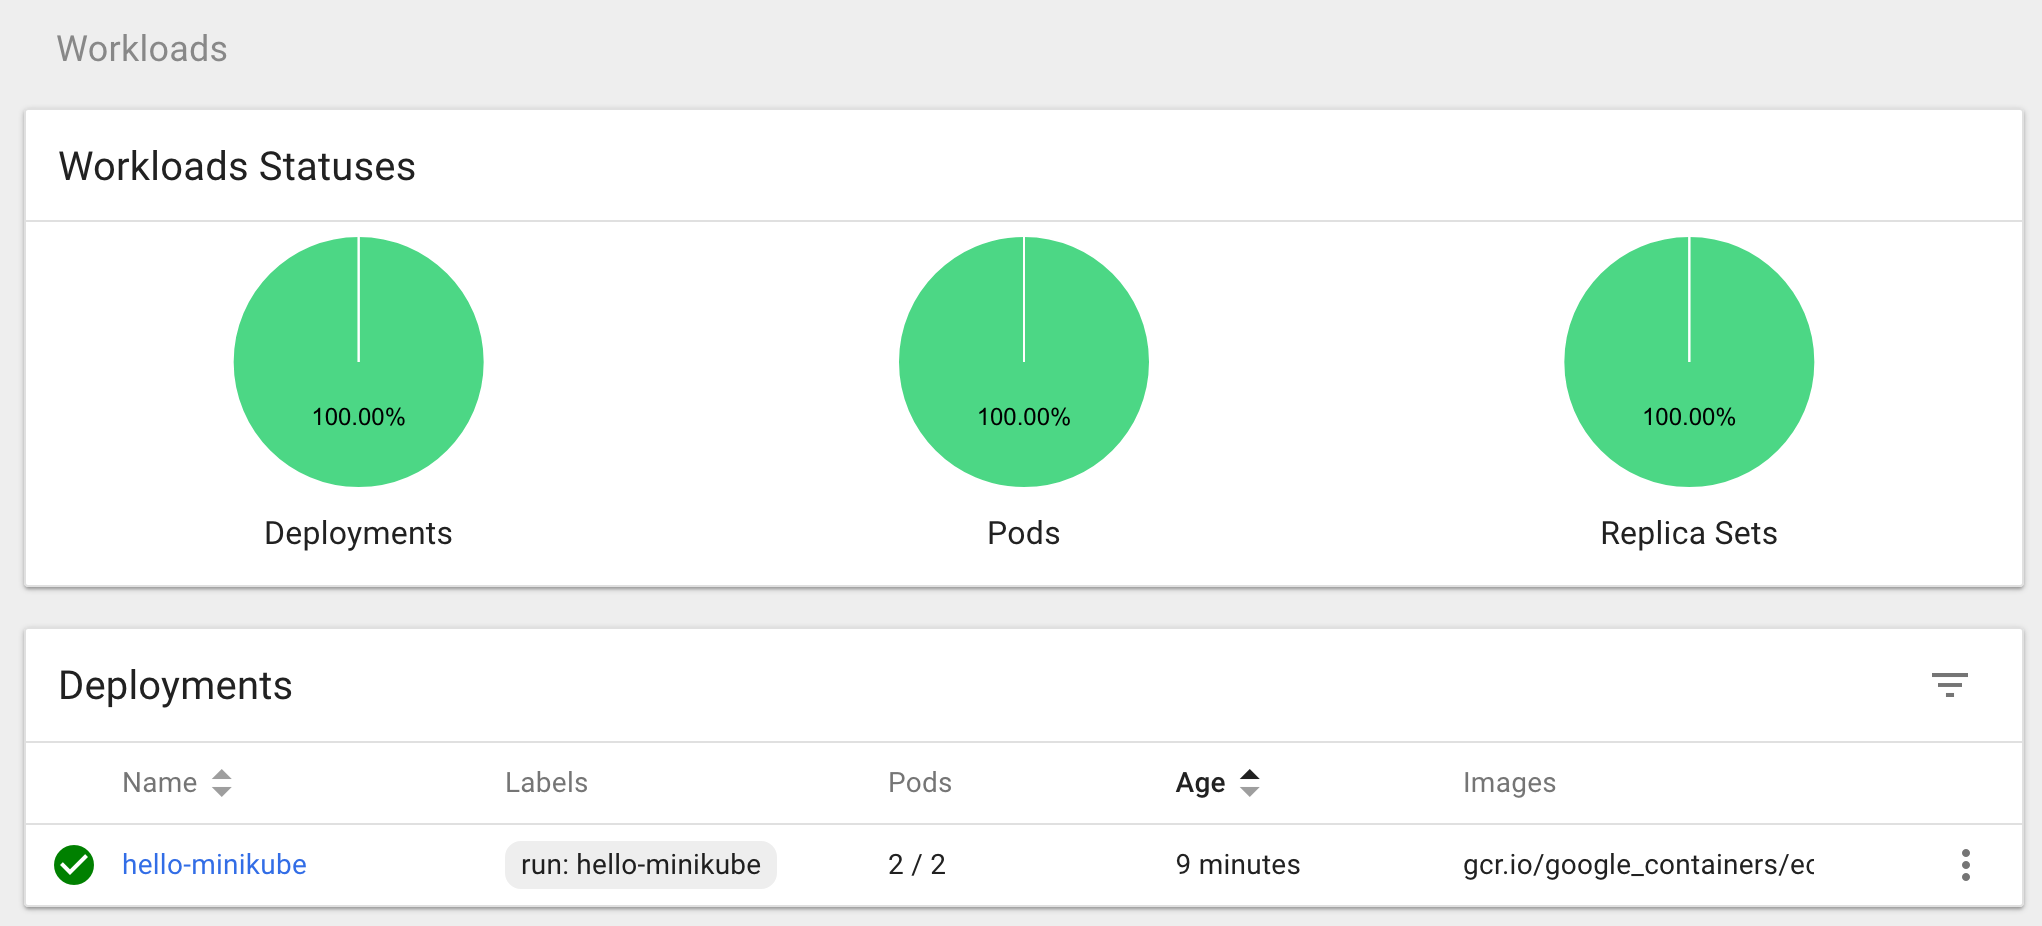 Workloads
Workloads Statuses
100.00% 100.00% 100.00%
Deployments Pods Replica Sets
Deployments
Name Labels Pods Age Images
hello-minikube run: hello-minikube 2 / 2 9 minutes gcr.io/google_containers/ec